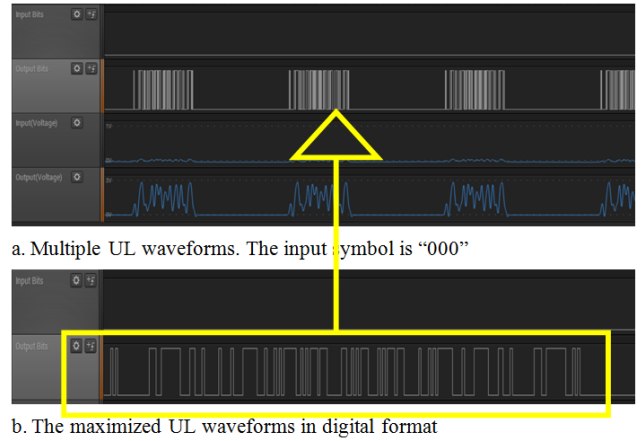 Input Bits
Output Bits
Input(Voltage)
Output(Voltage)
a. Multiple UL waveforms. The input symbol is “000”
Input Bits
Output Bits
b. The maximized UL waveforms in digital format